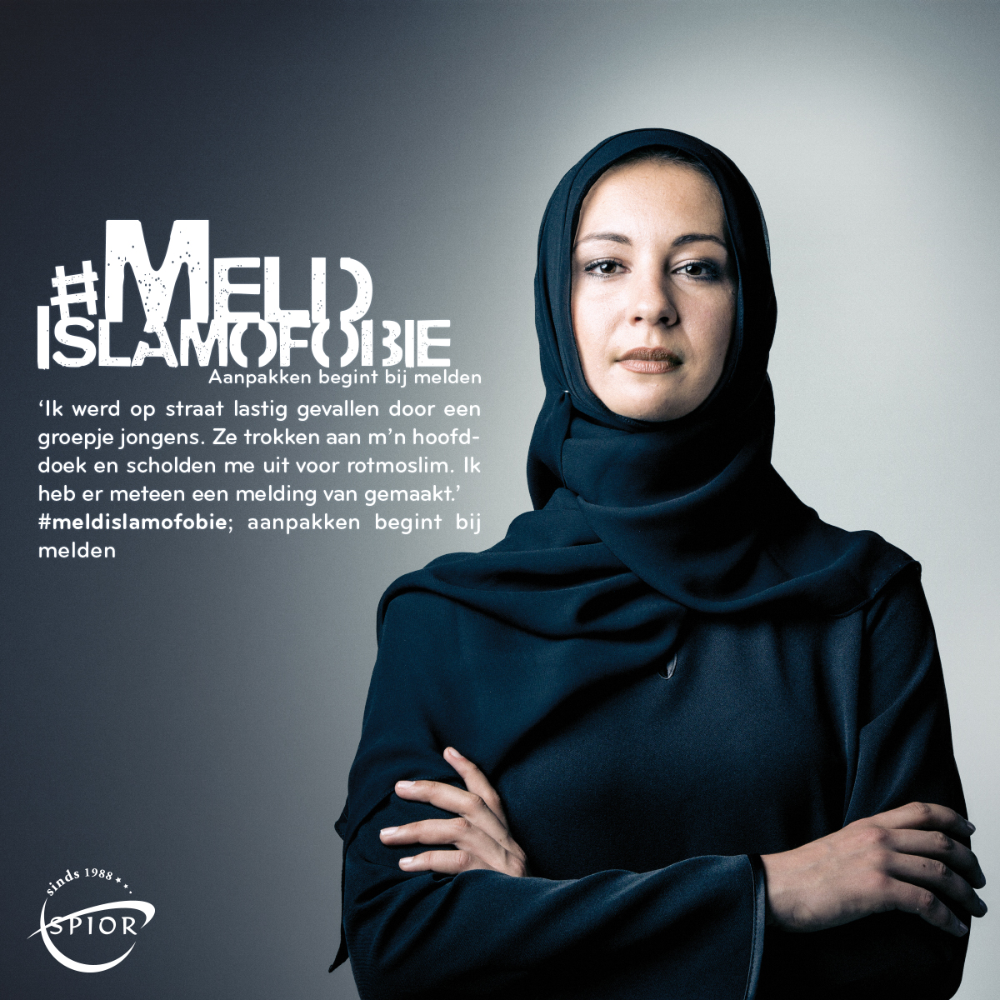 #MELD
ISLAMOFOBIE
Aanpakken begint bij melden
‘Ik werd op straat lastig gevallen door een
groepje jongens. Ze trokken aan m’n hoofd-
doek en scholden me uit voor rotmoslim. Ik
heb er meteen een melding van gemaakt.’
#meldislamofobie; aanpakken begint bij
melden
sinds 1988
SPIOR